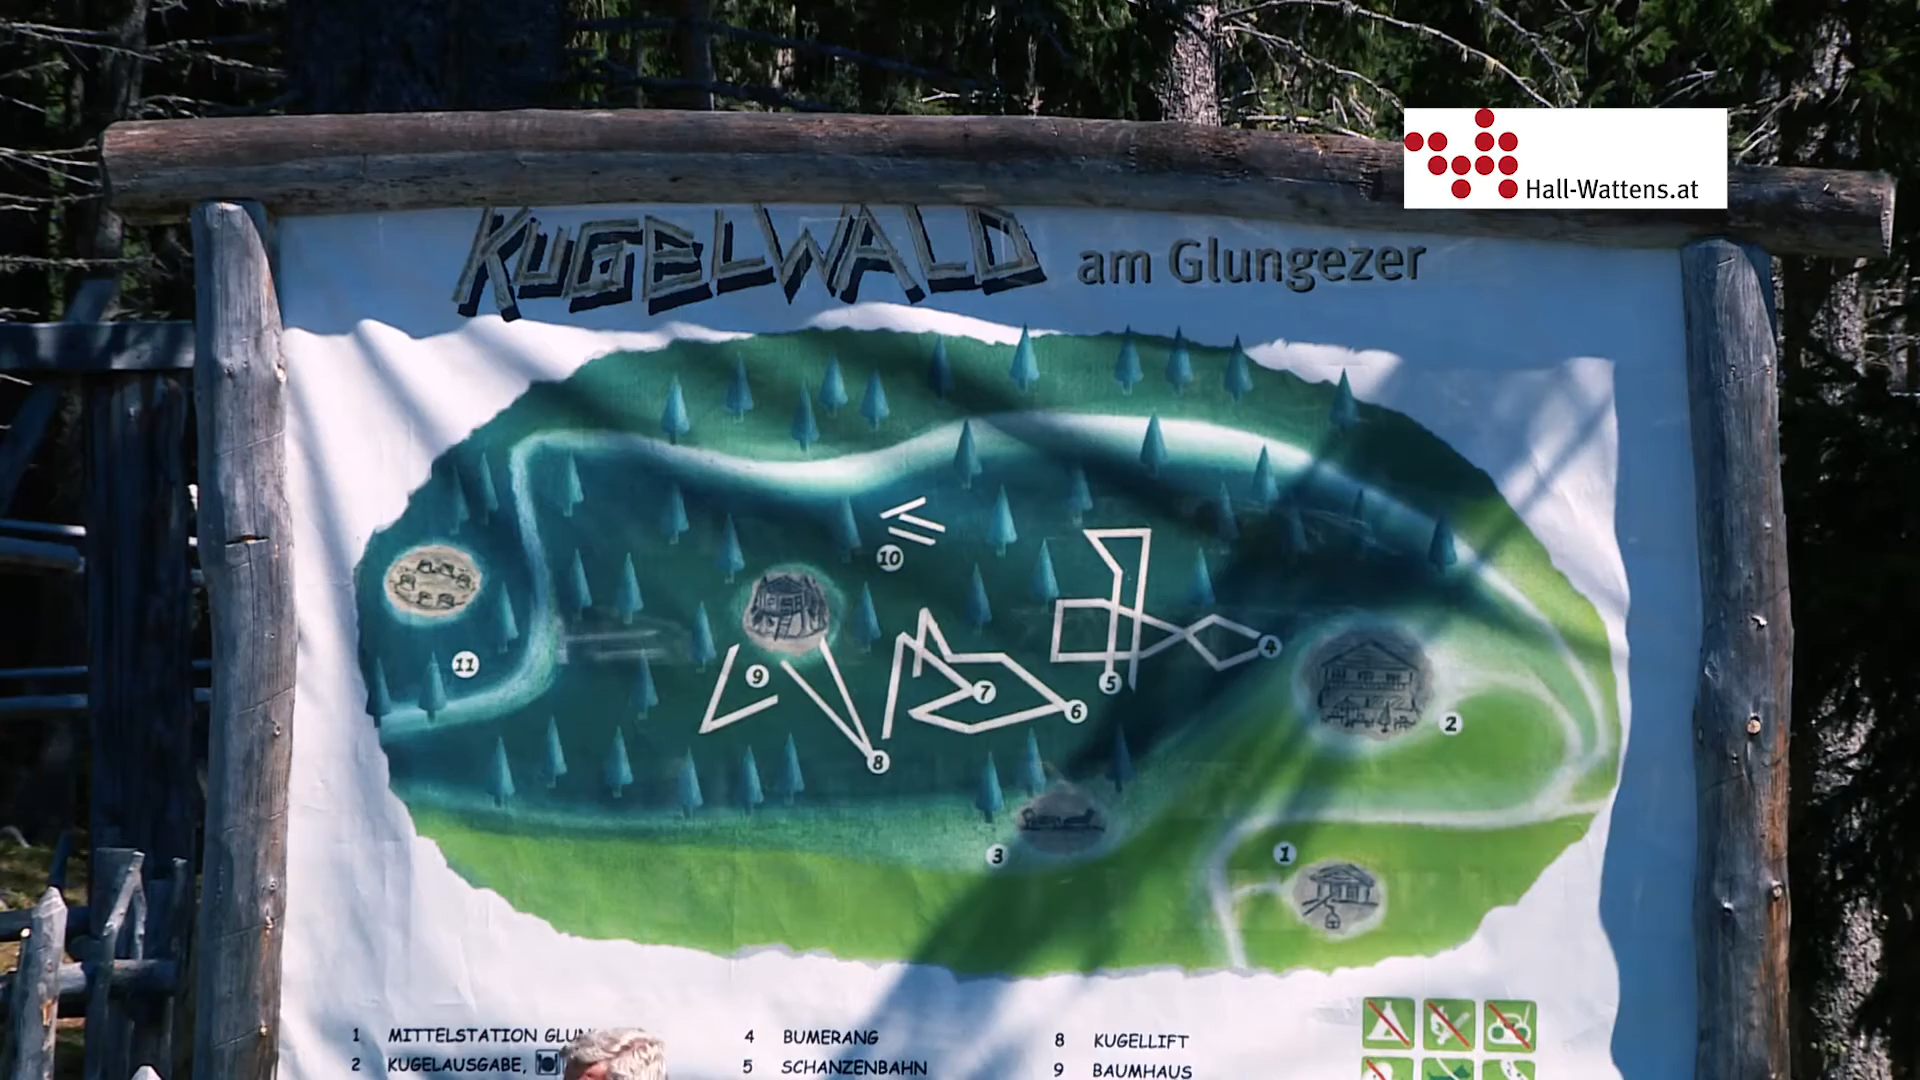 Hall-Wattens.at
KUGELWALD am Glungezer
10
4
11
9
5
7
6
2
8
3
1
1 MITTELSTATION
4 BUMERANG
8 KUGELLIFT
2 KUGELAUSGABE,
5 SCHANZENBAHN
9 BAUMHAUS